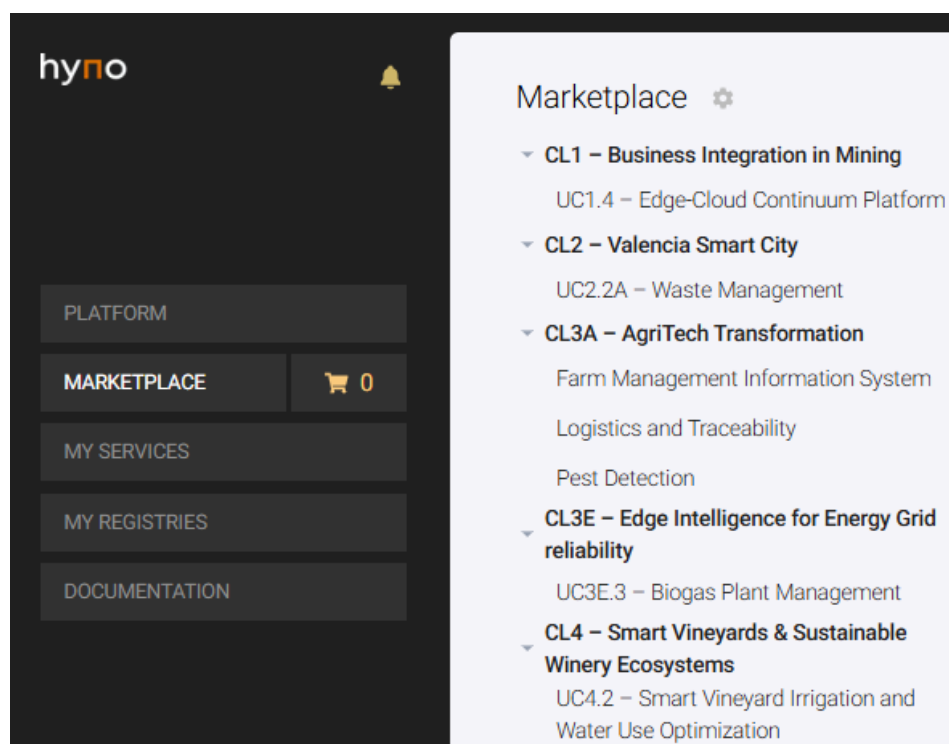 hyпo
PLATFORM
MARKETPLACE
0
MY SERVICES
MY REGISTRIES
DOCUMENTATION
Marketplace
CL1 – Business Integration in Mining
UC1.4 – Edge-Cloud Continuum Platform
CL2 – Valencia Smart City
UC2.2A – Waste Management
CL3A – AgriTech Transformation
Farm Management Information System
Logistics and Traceability
Pest Detection
CL3E – Edge Intelligence for Energy Grid
reliability
UC3E.3 – Biogas Plant Management
CL4 – Smart Vineyards & Sustainable
Winery Ecosystems
UC4.2 – Smart Vineyard Irrigation and
Water Use Optimization